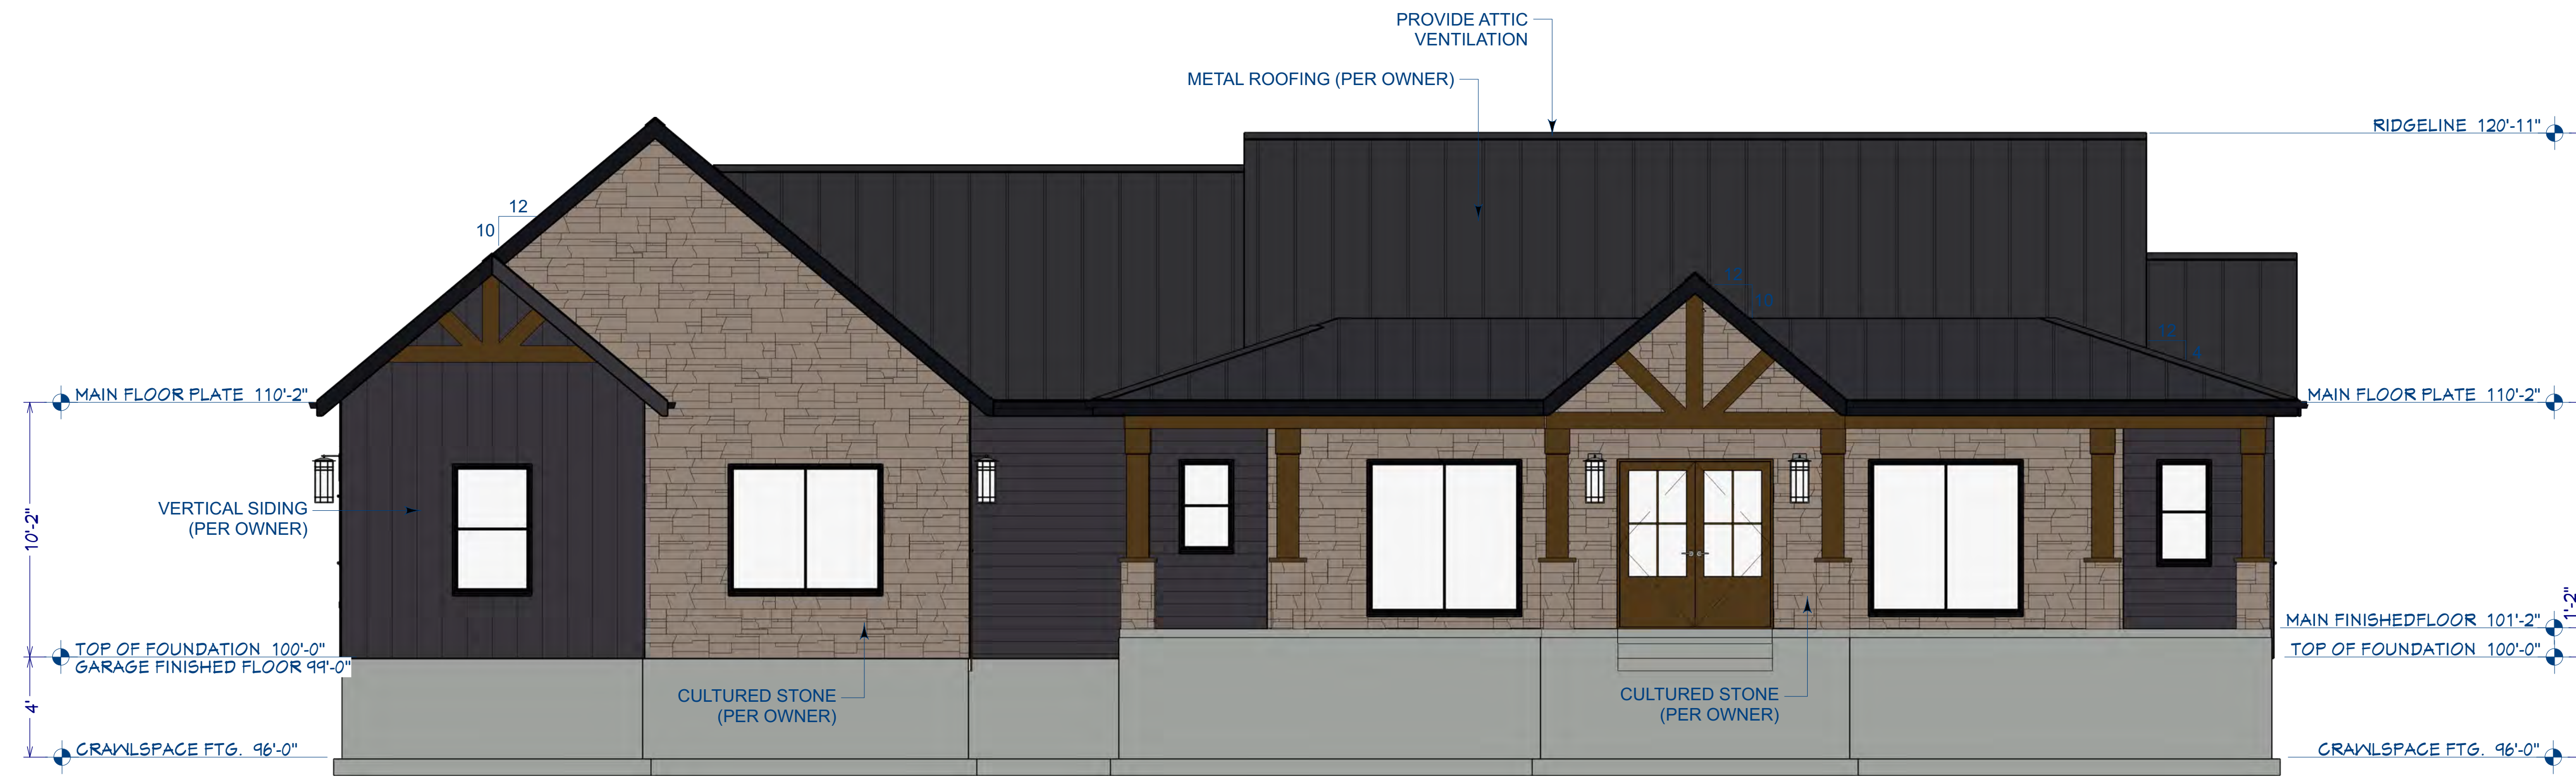 PROVIDE ATTIC
VENTILATION
METAL ROOFING (PER OWNER)
RIDGELINE 120'-11"
12
10
12
10
12
4
MAIN FLOOR PLATE 110'-2"
MAIN FLOOR PLATE 110'-2"
10'-2"
VERTICAL SIDING
(PER OWNER)
1'-2"
MAIN FINISHEDFLOOR 101'-2"
TOP OF FOUNDATION 100'-0"
GARAGE FINISHED FLOOR 99'-0"
TOP OF FOUNDATION 100'-0"
4'
CULTURED STONE
(PER OWNER)
CULTURED STONE
(PER OWNER)
CRAWLSPACE FTG. 96'-0"
CRAWLSPACE FTG. 96'-0"